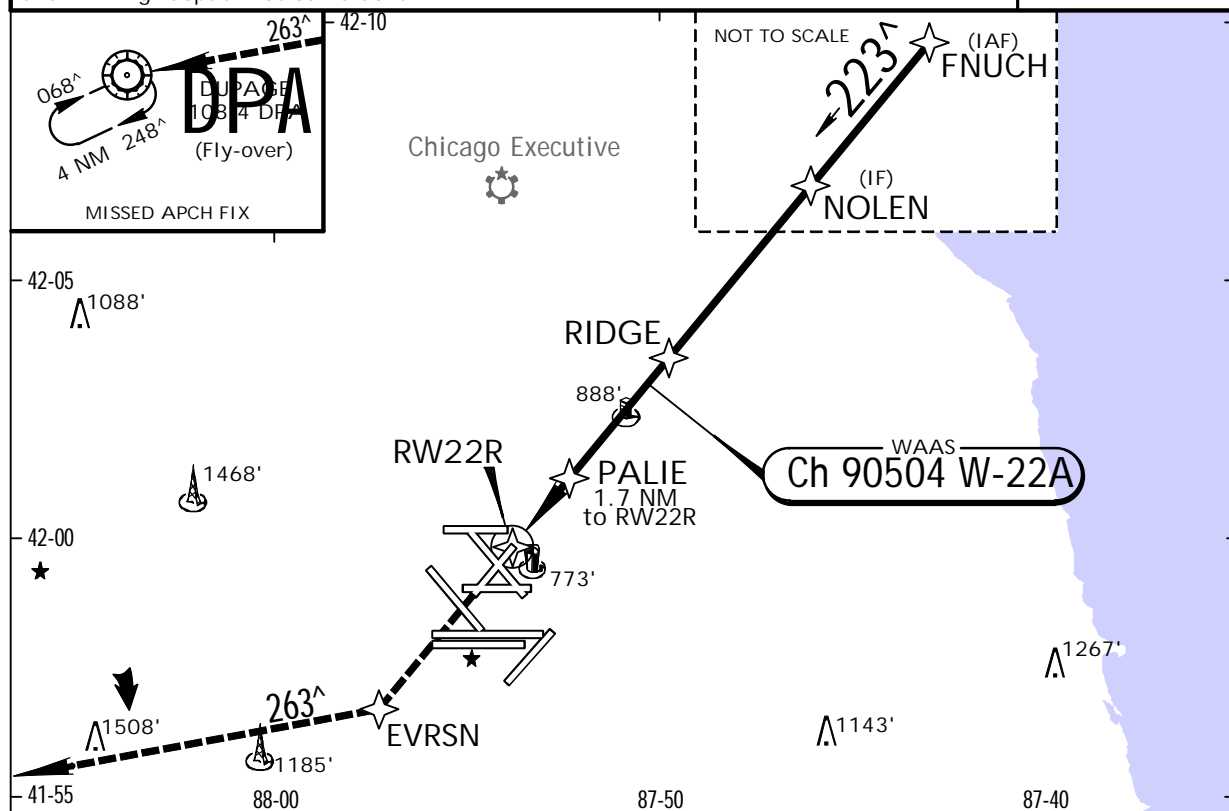 263^
DPA
DUPAGE
108.4 DPA
(Fly-over)
068^
248^
4 NM
MISSED APCH FIX
42-10
87-50
87-40
NOT TO SCALE
223^
(IAF)
FNUCH
(IF)
NOLEN
Chicago Executive
42-05
1088'
RIDGE
888'
WAAS
Ch 90504 W-22A
RW22R
PALIE
1.7 NM
to RW22R
1468'
42-00
773'
1267'
263^
1508'
EVRSN
1143'
1185'
41-55
88-00